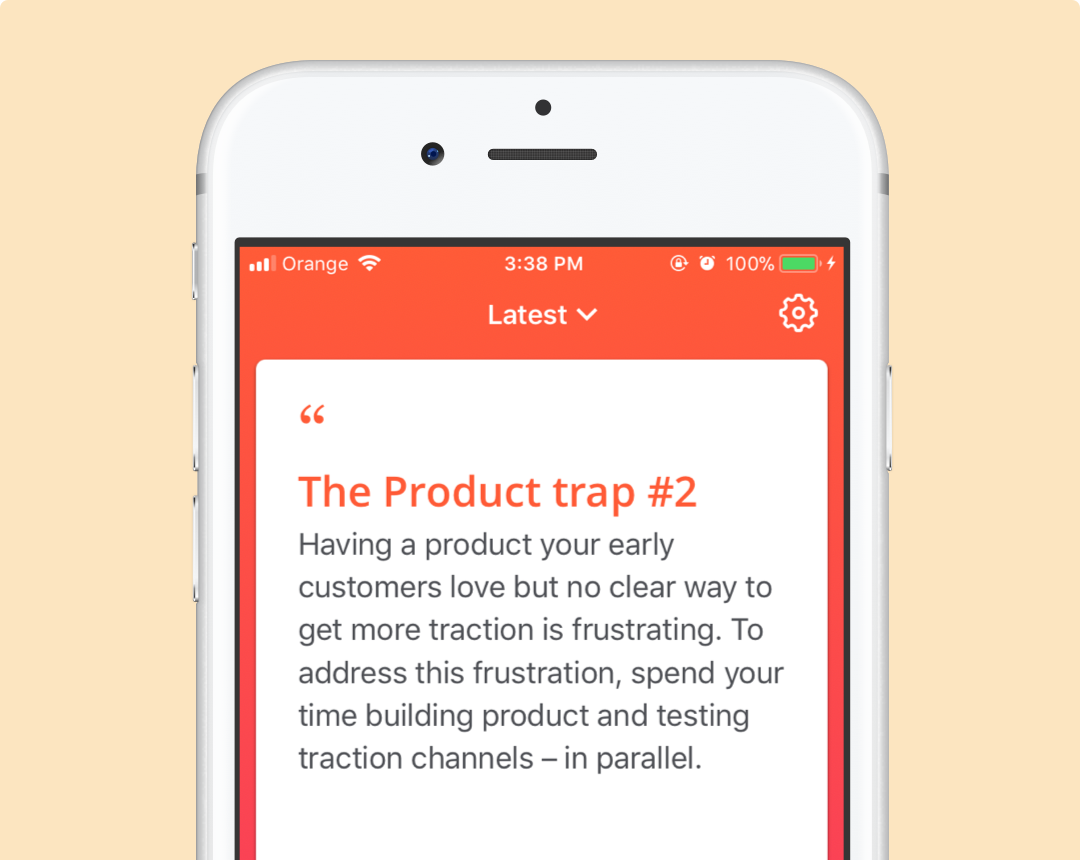 Orange 3:38 PM 100%
Latest
“
The Product trap #2
Having a product your early
customers love but no clear way to
get more traction is frustrating. To
address this frustration, spend your
time building product and testing
traction channels – in parallel.